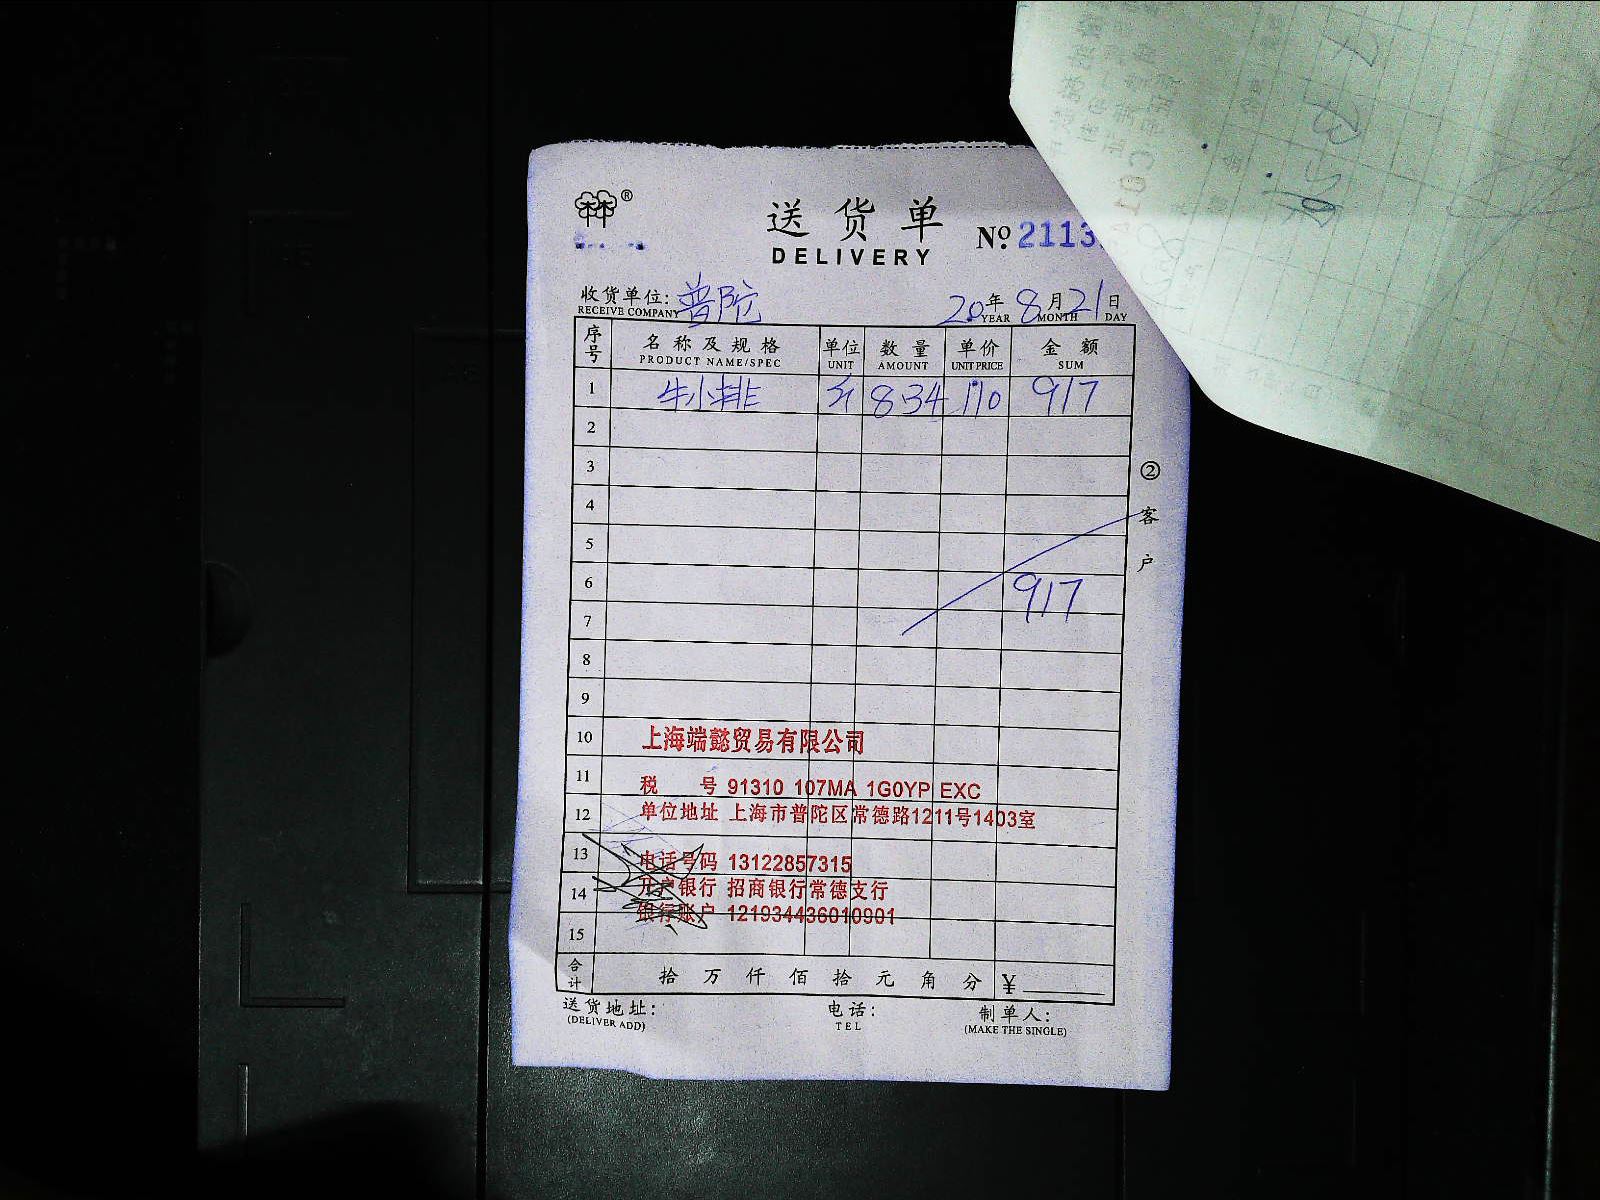 ®
送货单
DELIVERY
Nº 2113
收货单位: 普陀
RECEIVE COMPANY
20年 8月 21日
YEAR MONTH DAY
序号 名称及规格 单位 数量 单价 金额
PRODUCT NAME/SPEC UNIT AMOUNT UNIT PRICE SUM
1 牛小排 斤 8.34 110 917
2
3
4
5
6 917
7
8
9
10 上海端懿贸易有限公司
11 税 号 91310 107MA 1G0YP EXC
12 单位地址 上海市普陀区常德路1211号1403室
13 电话号码 13122857315
14 开户银行 招商银行常德支行
银行账户 121934436010901
15
合计 拾 万 仟 佰 拾 元 角 分 ¥
送货地址: 电话: 制单人:
(DELIVER ADD) TEL (MAKE THE SINGLE)
② 客户